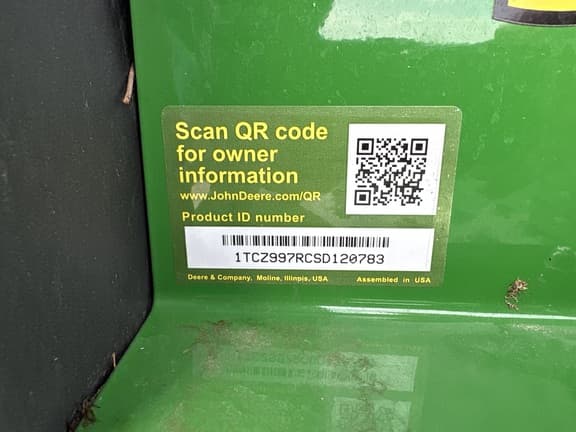 Scan QR code
for owner
information
www.JohnDeere.com/QR
Product ID number
1TCZ997RCSD120783
Deere & Company, Moline, Illinois, USA Assembled in USA